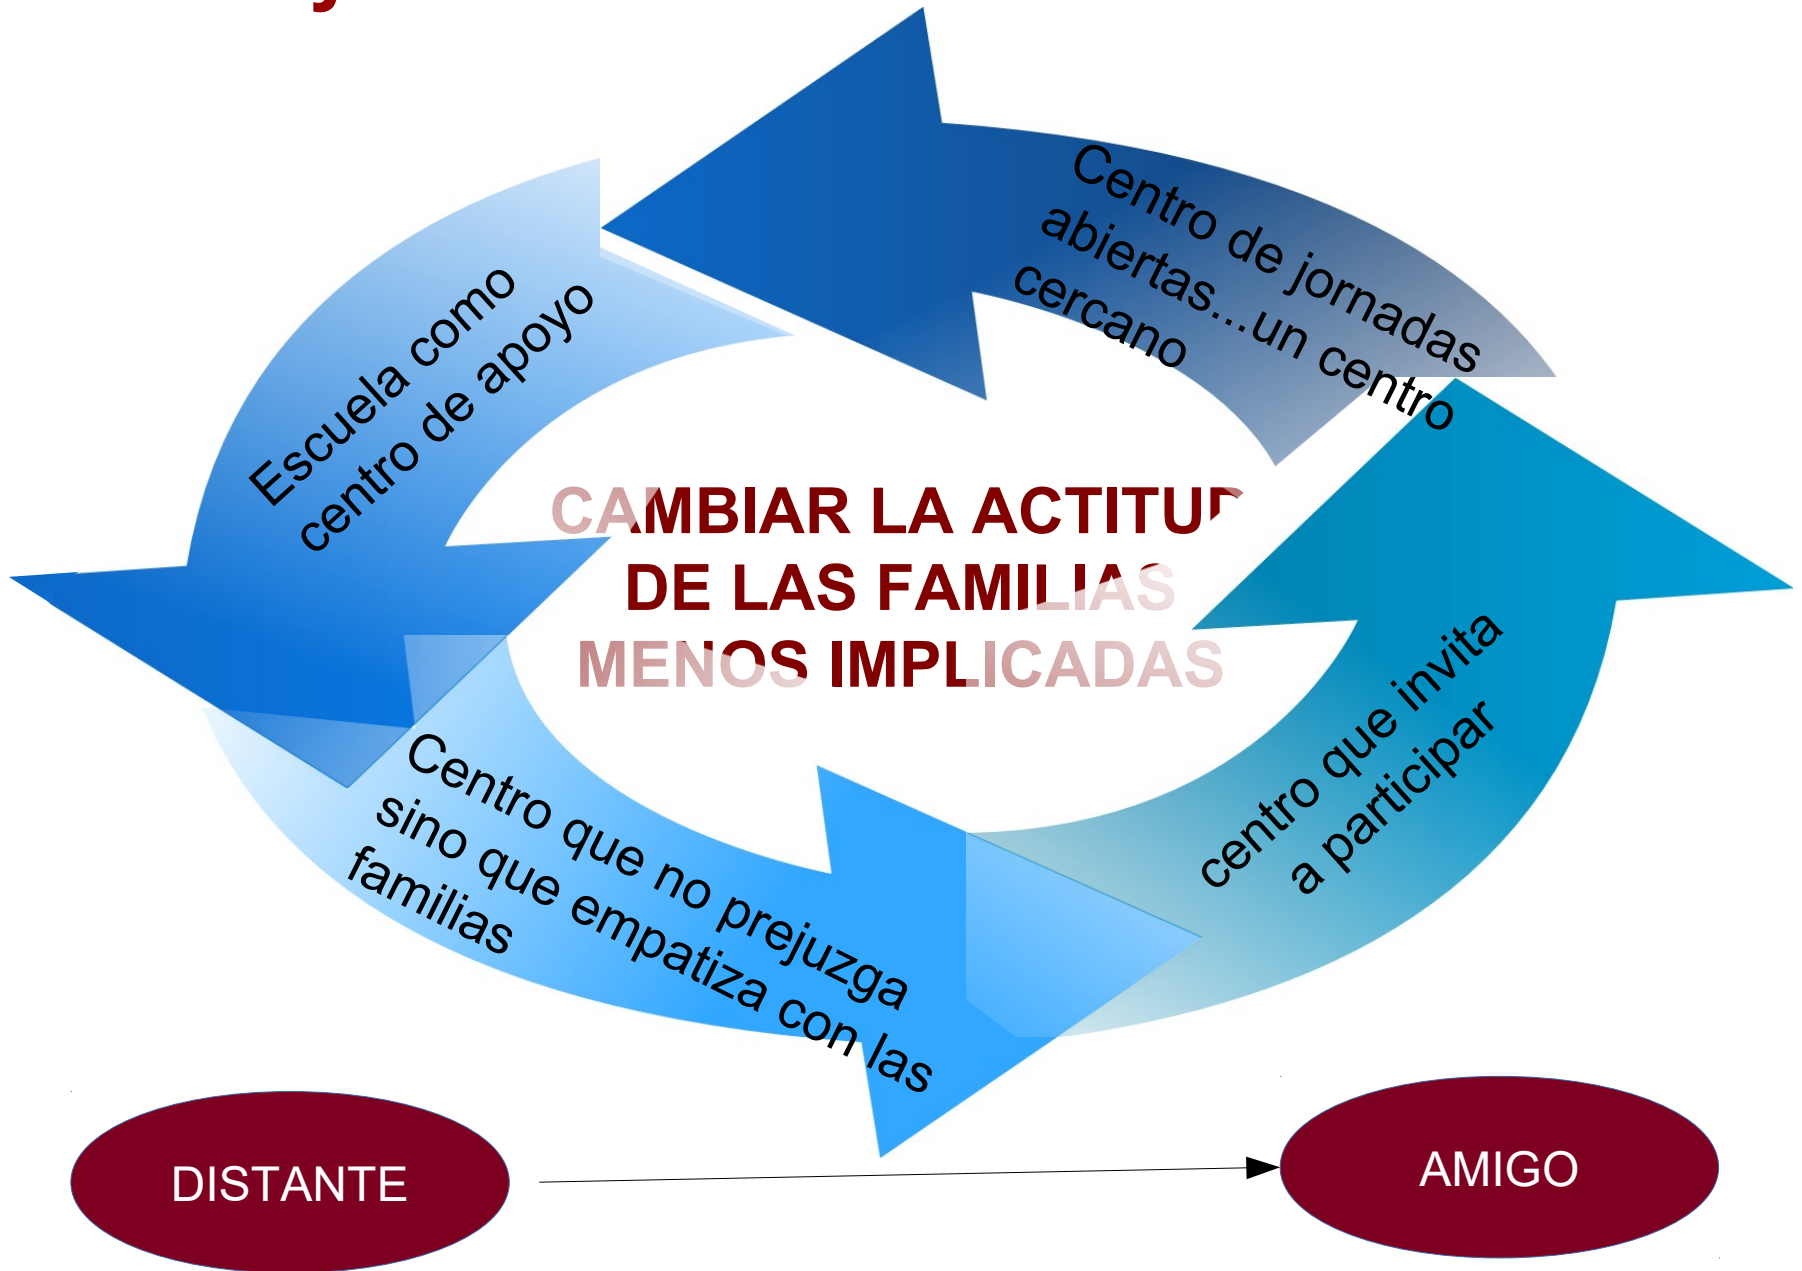 Centro de jornadas
abiertas...un centro
cercano
Escuela como
centro de apoyo
CAMBIAR LA ACTITUD
DE LAS FAMILIAS
MENOS IMPLICADAS
centro que invita
a participar
Centro que no prejuzga
sino que empatiza con las
familias
DISTANTE
AMIGO